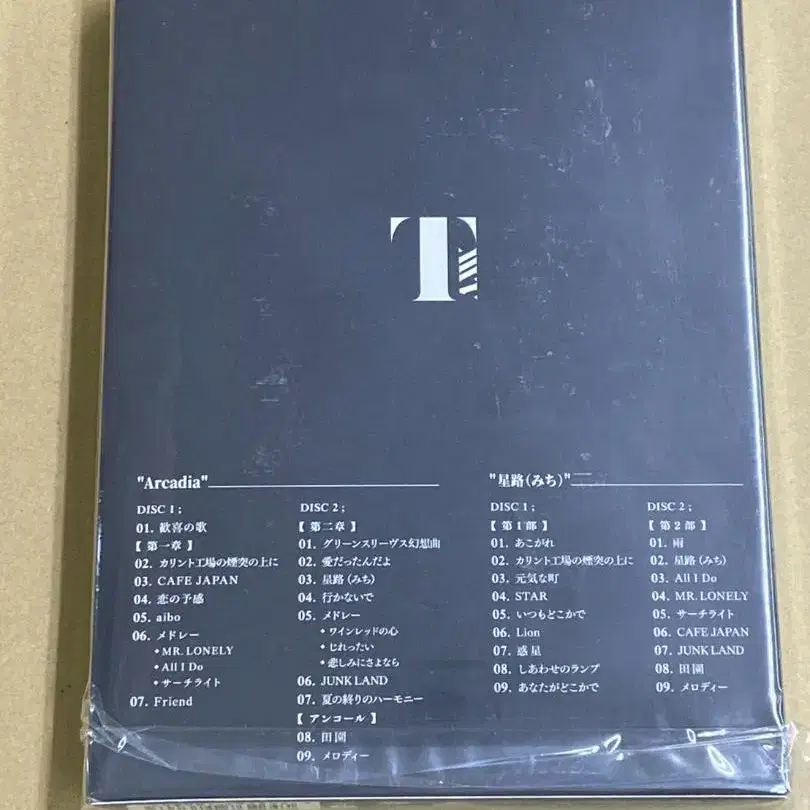 T
"Arcadia"
DISC 1 ;
01. 歓喜の歌
【 第一章 】
02. カリント工場の煙突の上に
03. CAFE JAPAN
04. 恋の予感
05. aibo
06. メドレー
• MR. LONELY
• All I Do
• サーチライト
07. Friend
DISC 2 ;
【 第二章 】
01. グリーンスリーヴス幻想曲
02. 愛だったんだよ
03. 星路(みち)
04. 行かないで
05. メドレー
• ワインレッドの心
• じれったい
• 悲しみにさよなら
06. JUNK LAND
07. 夏の終りのハーモニー
【 アンコール 】
08. 田園
09. メロディー
"星路(みち)"
DISC 1 ;
【 第1部 】
01. あこがれ
02. カリント工場の煙突の上に
03. 元気な町
04. STAR
05. いつもどこかで
06. Lion
07. 惑星
08. しあわせのランプ
09. あなたがどこかで
DISC 2 ;
【 第2部 】
01. 雨
02. 星路(みち)
03. All I Do
04. MR. LONELY
05. サーチライト
06. CAFE JAPAN
07. JUNK LAND
08. 田園
09. メロディー